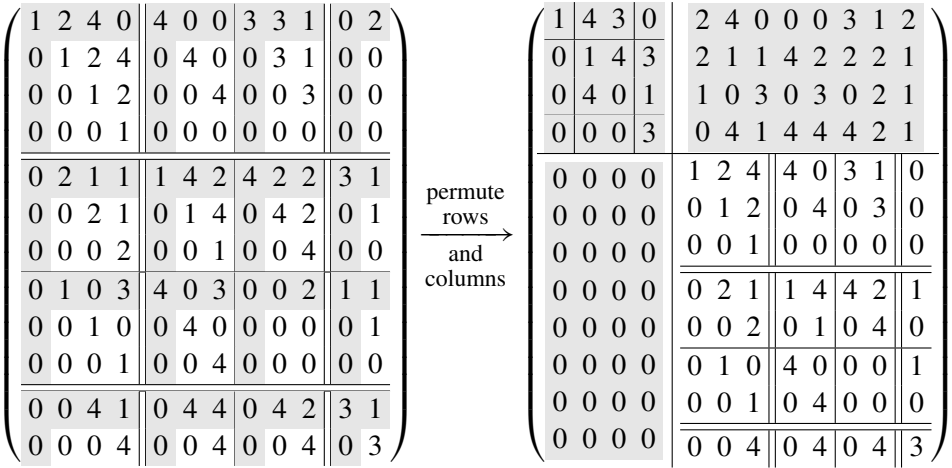 1 2 4 0 4 0 0 3 3 1 0 2
0 1 2 4 0 4 0 0 3 1 0 0
0 0 1 2 0 0 4 0 0 3 0 0
0 0 0 1 0 0 0 0 0 0 0 0
0 2 1 1 1 4 2 4 2 2 3 1
0 0 2 1 0 1 4 0 4 2 0 1
0 0 0 2 0 0 1 0 0 4 0 0
0 1 0 3 4 0 3 0 0 2 1 1
0 0 1 0 0 4 0 0 0 0 0 1
0 0 0 1 0 0 4 0 0 0 0 0
0 0 4 1 0 4 4 0 4 2 3 1
0 0 0 4 0 0 4 0 0 4 0 3
permute
rows
and
columns
1 4 3 0 2 4 0 0 0 3 1 2
0 1 4 3 2 1 1 4 2 2 2 1
0 4 0 1 1 0 3 0 3 0 2 1
0 0 0 3 0 4 1 4 4 4 2 1
0 0 0 0 1 2 4 4 0 3 1 0
0 0 0 0 0 1 2 0 4 0 3 0
0 0 0 0 0 0 1 0 0 0 0 0
0 0 0 0 0 2 1 1 4 4 2 1
0 0 0 0 0 0 2 0 1 0 4 0
0 0 0 0 0 1 0 4 0 0 0 1
0 0 0 0 0 0 1 0 4 0 0 0
0 0 0 0 0 0 4 0 4 0 4 3